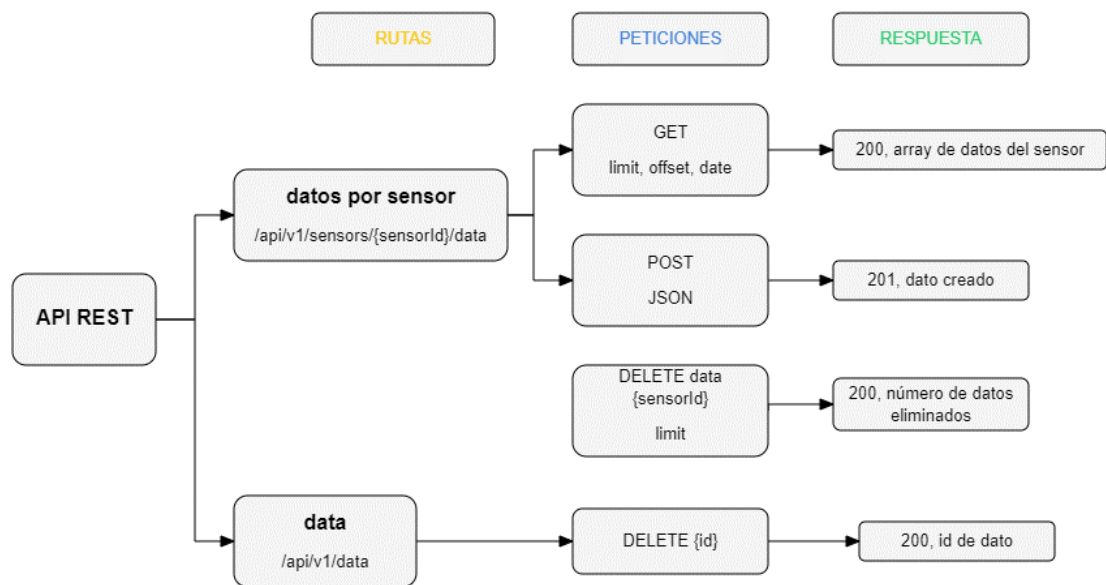 RUTAS
PETICIONES
RESPUESTA
GET
limit, offset, date
200, array de datos del sensor
datos por sensor
/api/v1/sensors/{sensorId}/data
POST
JSON
201, dato creado
API REST
DELETE data
{sensorId}
limit
200, número de datos
eliminados
data
/api/v1/data
DELETE {id}
200, id de dato